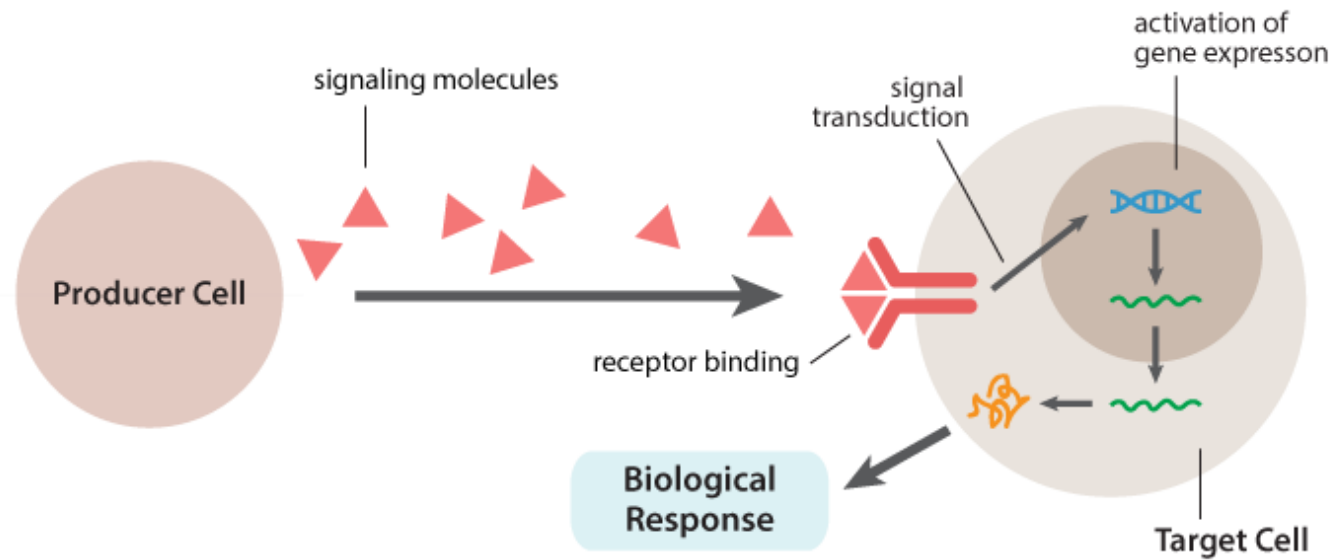 activation of
gene expresson
signaling molecules
signal
transduction
Producer Cell
receptor binding
Biological
Response
Target Cell